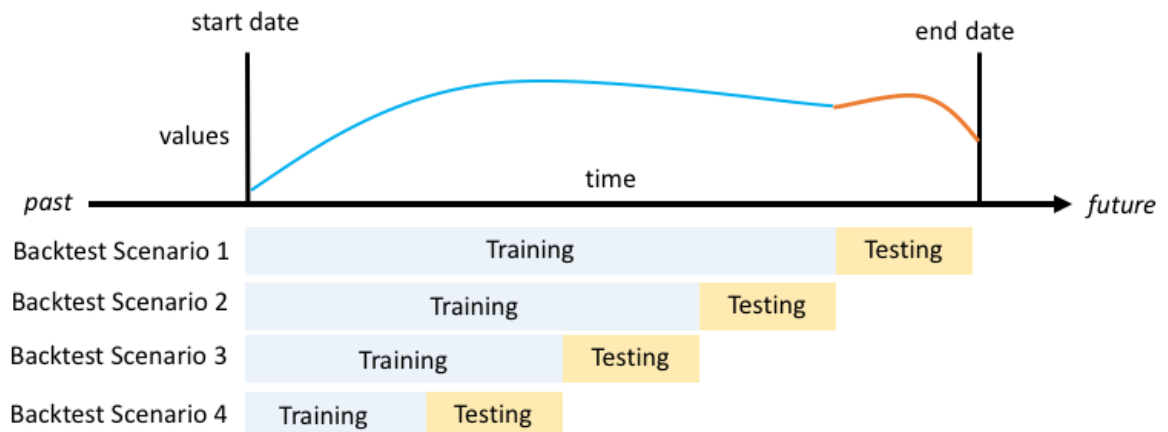 start date
end date
values
time
past
future
Backtest Scenario 1
Training
Testing
Backtest Scenario 2
Training
Testing
Backtest Scenario 3
Training
Testing
Backtest Scenario 4
Training
Testing